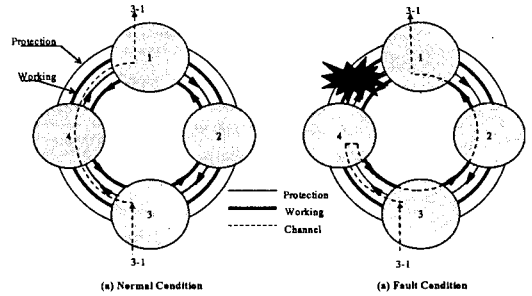 3-1
3-1
Protection
1
1
Working
4
2
4
2
3
Protection
3
Working
Channel
3-1
3-1
(a) Normal Condition
(a) Fault Condition